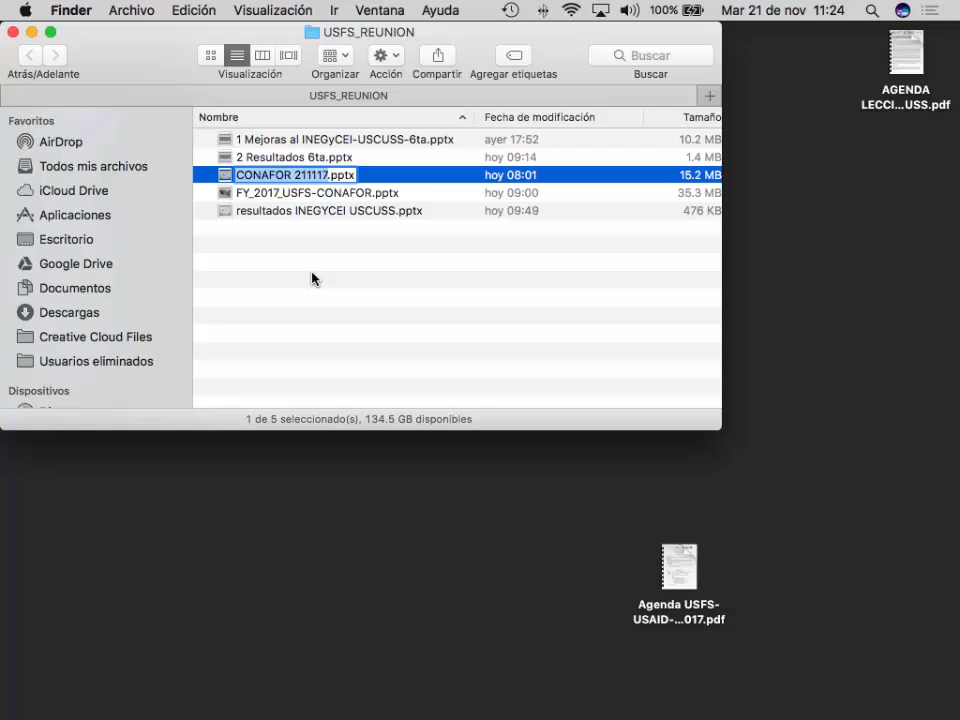 Finder Archivo Edición Visualización Ir Ventana Ayuda 100% Mar 21 de nov 11:24
USFS_REUNION
Buscar
Atrás/Adelante Visualización Organizar Acción Compartir Agregar etiquetas Buscar
USFS_REUNION
Favoritos
AirDrop
Todos mis archivos
iCloud Drive
Aplicaciones
Escritorio
Google Drive
Documentos
Descargas
Creative Cloud Files
Usuarios eliminados
Dispositivos
Nombre Fecha de modificación Tamaño
1 Mejoras al INEGyCEI-USCUSS-6ta.pptx ayer 17:52 10.2 MB
2 Resultados 6ta.pptx hoy 09:14 1.4 MB
CONAFOR 211117.pptx hoy 08:01 15.2 MB
FY_2017_USFS-CONAFOR.pptx hoy 09:00 35.3 MB
resultados INEGYCEI USCUSS.pptx hoy 09:49 476 KB
1 de 5 seleccionado(s), 134.5 GB disponibles
AGENDA
LECCI...USS.pdf
Agenda USFS-
USAID-...017.pdf